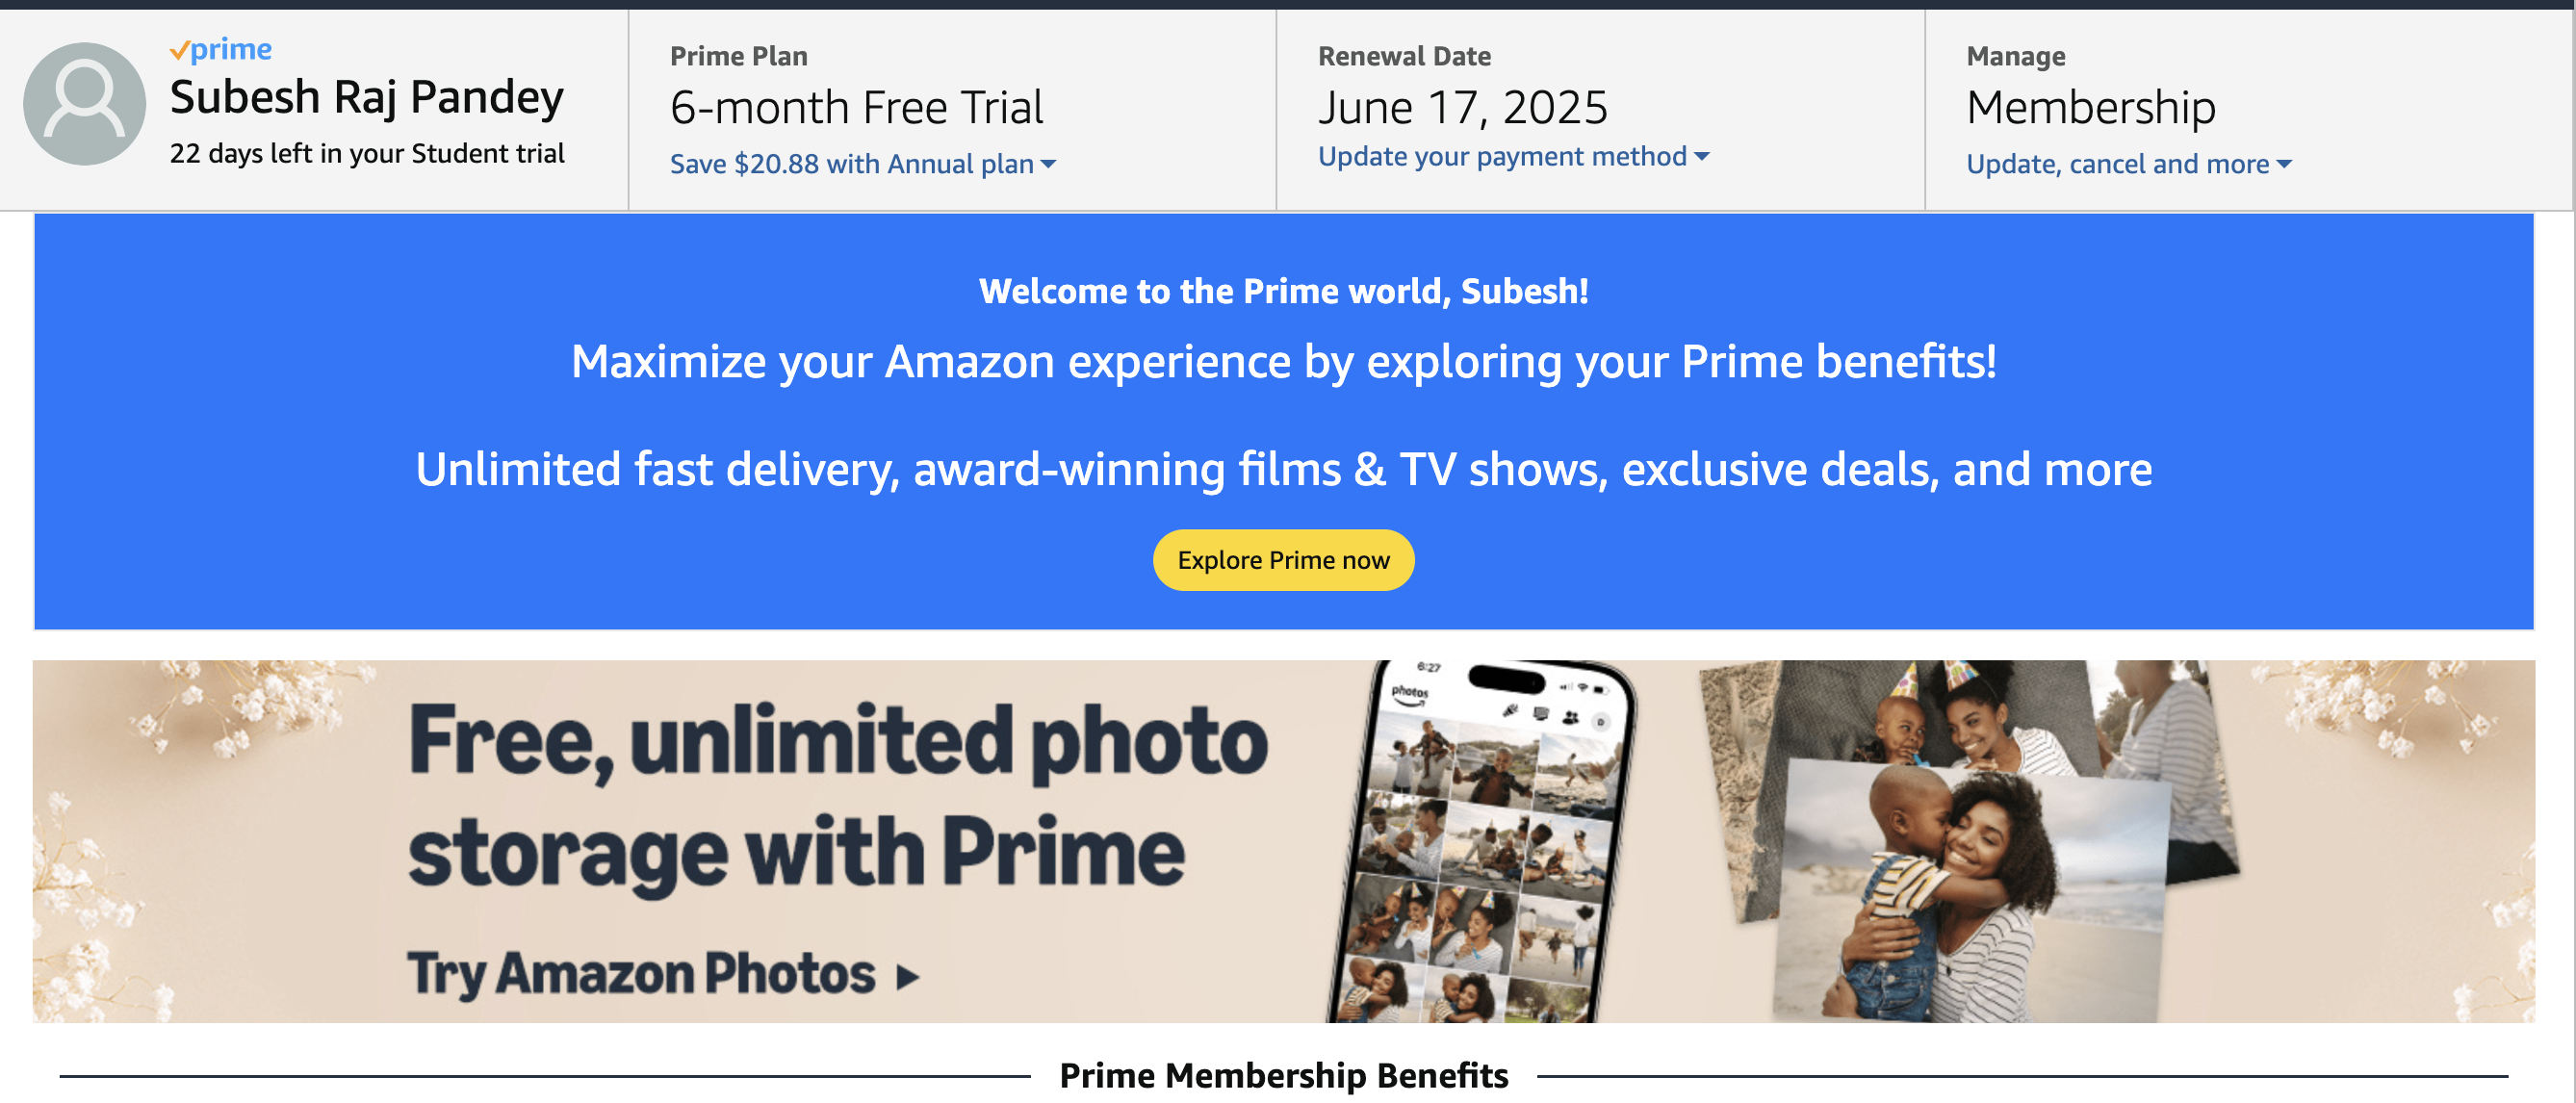 prime
Subesh Raj Pandey
22 days left in your Student trial
Prime Plan
6-month Free Trial
Save $20.88 with Annual plan
Renewal Date
June 17, 2025
Update your payment method
Manage
Membership
Update, cancel and more
Welcome to the Prime world, Subesh!
Maximize your Amazon experience by exploring your Prime benefits!
Unlimited fast delivery, award-winning films & TV shows, exclusive deals, and more
Explore Prime now
Free, unlimited photo
storage with Prime
Try Amazon Photos
6:27
photos
D
Prime Membership Benefits